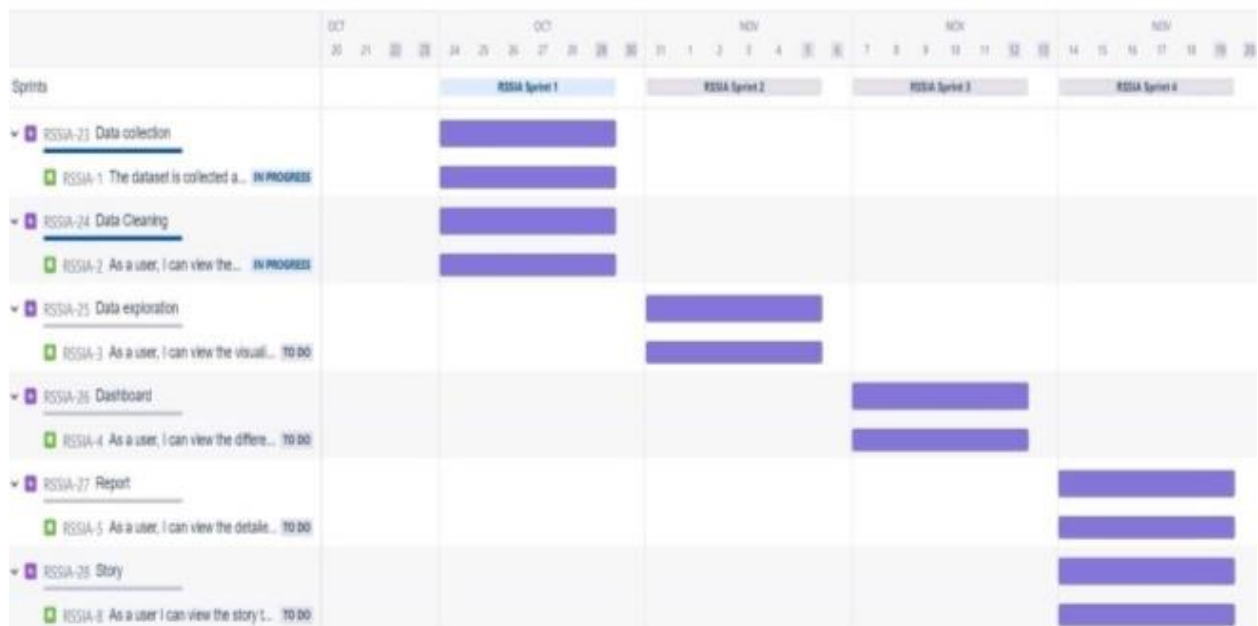 OCT OCT NOV NOV NOV
20 21 22 23 24 25 26 27 28 29 30 31 1 2 3 4 5 6 7 8 9 10 11 12 13 14 15 16 17 18 19 20
Sprints RSSIA Sprint 1 RSSIA Sprint 2 RSSIA Sprint 3 RSSIA Sprint 4
RSSIA-23 Data collection
RSSIA-1 The dataset is collected a... IN PROGRESS
RSSIA-24 Data Cleaning
RSSIA-2 As a user, I can view the... IN PROGRESS
RSSIA-25 Data exploration
RSSIA-3 As a user, I can view the visuali... TO DO
RSSIA-26 Dashboard
RSSIA-4 As a user, I can view the differe... TO DO
RSSIA-27 Report
RSSIA-5 As a user, I can view the detaile... TO DO
RSSIA-28 Story
RSSIA-8 As a user I can view the story t... TO DO